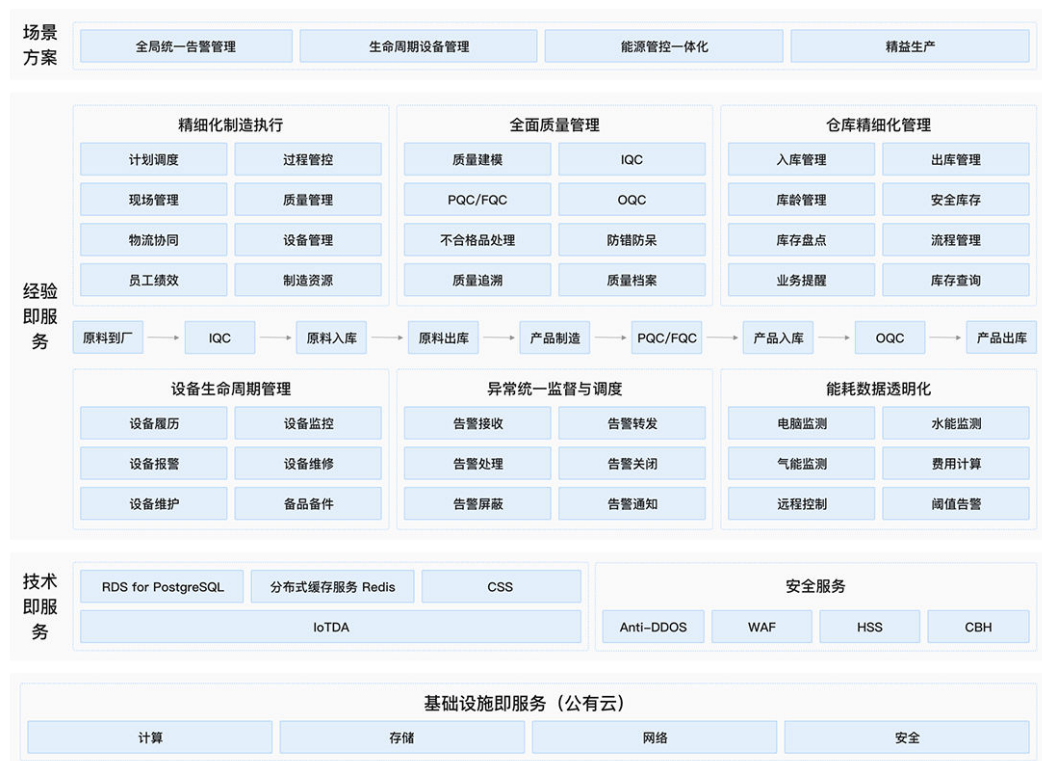 场景
方案
全局统一告警管理
生命周期设备管理
能源管控一体化
精益生产
经验
即服
务
精细化制造执行
计划调度
过程管控
现场管理
质量管理
物流协同
设备管理
员工绩效
制造资源
全面质量管理
质量建模
IQC
PQC/FQC
OQC
不合格品处理
防错防呆
质量追溯
质量档案
仓库精细化管理
入库管理
出库管理
库龄管理
安全库存
库存盘点
流程管理
业务提醒
库存查询
原料到厂
IQC
原料入库
原料出库
产品制造
PQC/FQC
产品入库
OQC
产品出库
设备生命周期管理
设备履历
设备监控
设备报警
设备维修
设备维护
备品备件
异常统一监督与调度
告警接收
告警转发
告警处理
告警关闭
告警屏蔽
告警通知
能耗数据透明化
电脑监测
水能监测
气能监测
费用计算
远程控制
阈值告警
技术
即服
务
RDS for PostgreSQL
分布式缓存服务 Redis
CSS
IoTDA
安全服务
Anti-DDOS
WAF
HSS
CBH
基础设施即服务（公有云）
计算
存储
网络
安全